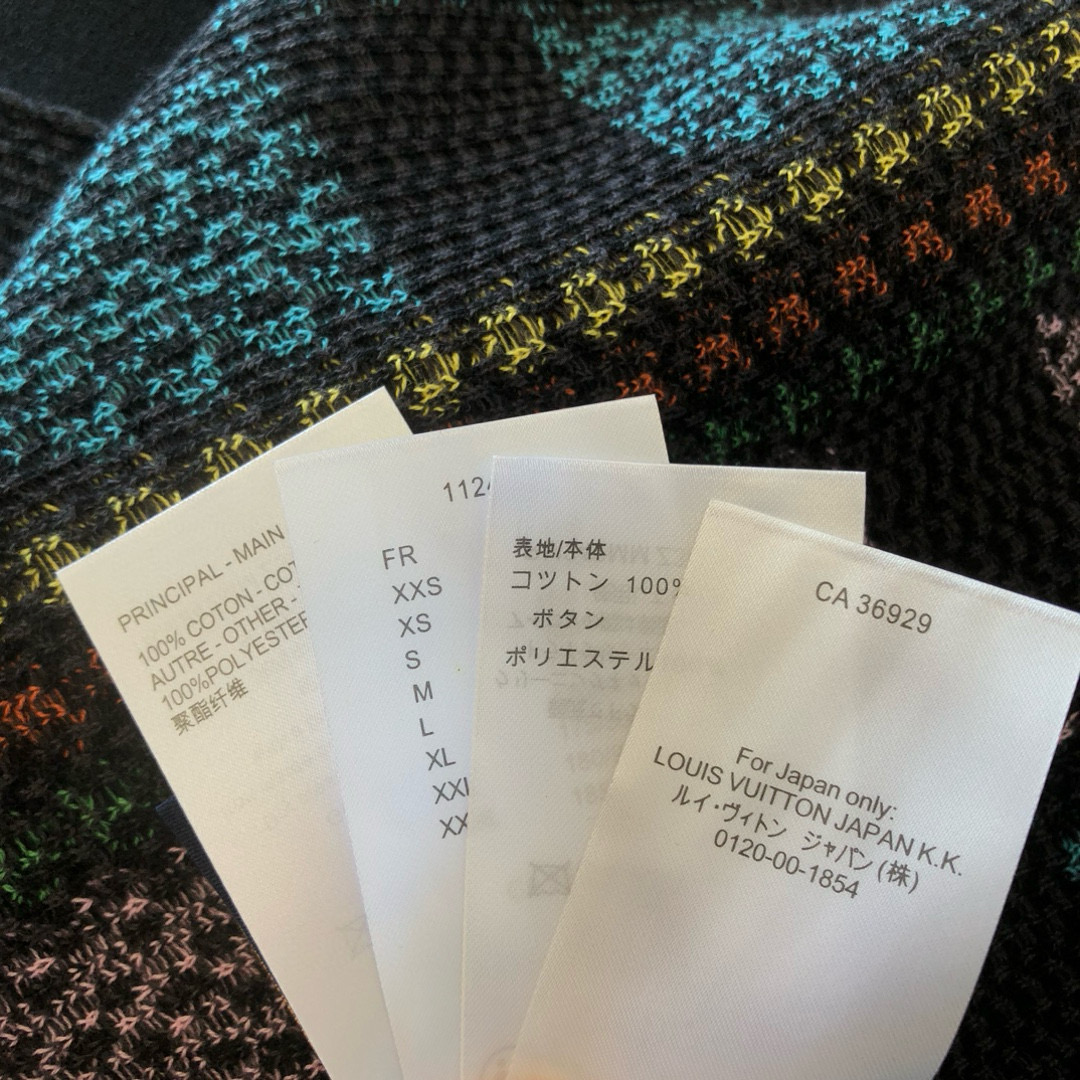 PRINCIPAL - MAIN
100% COTON - COT
AUTRE - OTHER -
100%POLYESTER
聚酯纤维
112
FR
XXS
XS
S
M
L
XL
XXL
XX
表地/本体
コットン 100%
ボタン
ポリエステル
CA 36929
For Japan only:
LOUIS VUITTON JAPAN K.K.
ルイ・ヴィトン ジャパン (株)
0120-00-1854